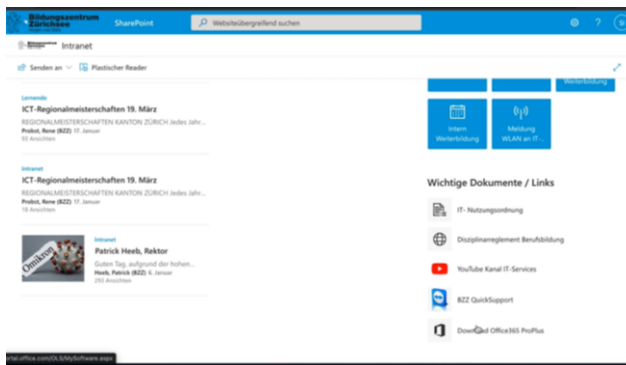 Bildungszentrum
Zürichsee
SharePoint
Websiteübergreifend suchen
?
Intranet
Senden an
Plastischer Reader
Lernende
ICT-Regionalmeisterschaften 19. März
REGIONALMEISTERSCHAFTEN KANTON ZÜRICH Jedes Jahr...
Probst, Rene (BZZ) 17. Januar
93 Ansichten
Intranet
ICT-Regionalmeisterschaften 19. März
REGIONALMEISTERSCHAFTEN KANTON ZÜRICH Jedes Jahr...
Probst, Rene (BZZ) 17. Januar
18 Ansichten
Omikron
Intranet
Patrick Heeb, Rektor
Guten Tag, aufgrund der hohen...
Heeb, Patrick (BZZ) 6. Januar
293 Ansichten
Weiterbildung
Intern
Weiterbildung
Meldung
WLAN an IT-...
Wichtige Dokumente / Links
IT- Nutzungsordnung
Disziplinarreglement Berufsbildung
YouTube Kanal IT-Services
BZZ QuickSupport
Download Office365 ProPlus
ortal.office.com/OLS/MySoftware.aspx